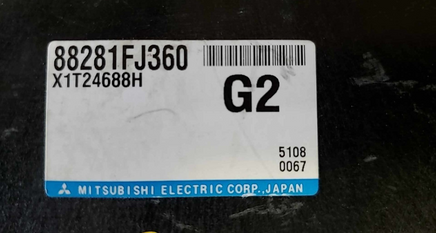 88281FJ360
X1T24688H
G2
5108
0067
MITSUBISHI ELECTRIC CORP.,JAPAN